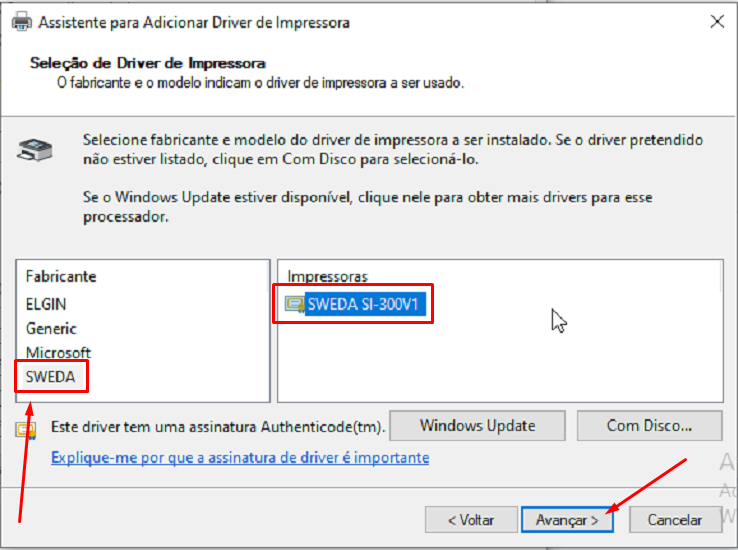 Assistente para Adicionar Driver de Impressora
Seleção de Driver de Impressora
O fabricante e o modelo indicam o driver de impressora a ser usado.
Selecione fabricante e modelo do driver de impressora a ser instalado. Se o driver pretendido
não estiver listado, clique em Com Disco para selecioná-lo.
Se o Windows Update estiver disponível, clique nele para obter mais drivers para esse
processador.
Fabricante
ELGIN
Generic
Microsoft
SWEDA
Impressoras
SWEDA SI-300V1
Este driver tem uma assinatura Authenticode(tm).
Windows Update
Com Disco...
Explique-me por que a assinatura de driver é importante
< Voltar
Avançar >
Cancelar